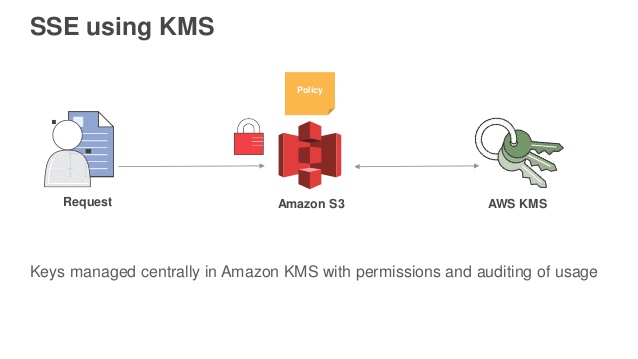 SSE using KMS
Policy
Request
Amazon S3
AWS KMS
Keys managed centrally in Amazon KMS with permissions and auditing of usage